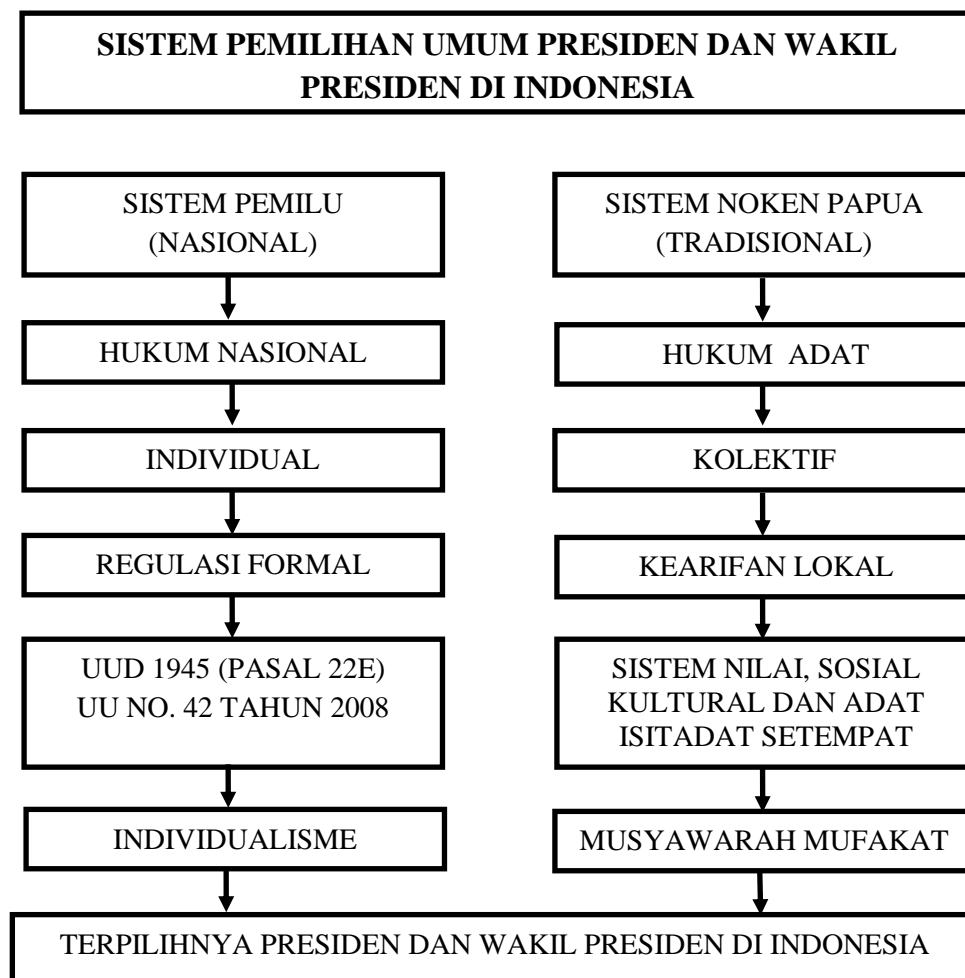 SISTEM PEMILIHAN UMUM PRESIDEN DAN WAKIL
PRESIDEN DI INDONESIA
SISTEM PEMILU
(NASIONAL)
HUKUM NASIONAL
INDIVIDUAL
REGULASI FORMAL
UUD 1945 (PASAL 22E)
UU NO. 42 TAHUN 2008
INDIVIDUALISME
SISTEM NOKEN PAPUA
(TRADISIONAL)
HUKUM ADAT
KOLEKTIF
KEARIFAN LOKAL
SISTEM NILAI, SOSIAL
KULTURAL DAN ADAT
ISITADAT SETEMPAT
MUSYAWARAH MUFAKAT
TERPILIHNYA PRESIDEN DAN WAKIL PRESIDEN DI INDONESIA